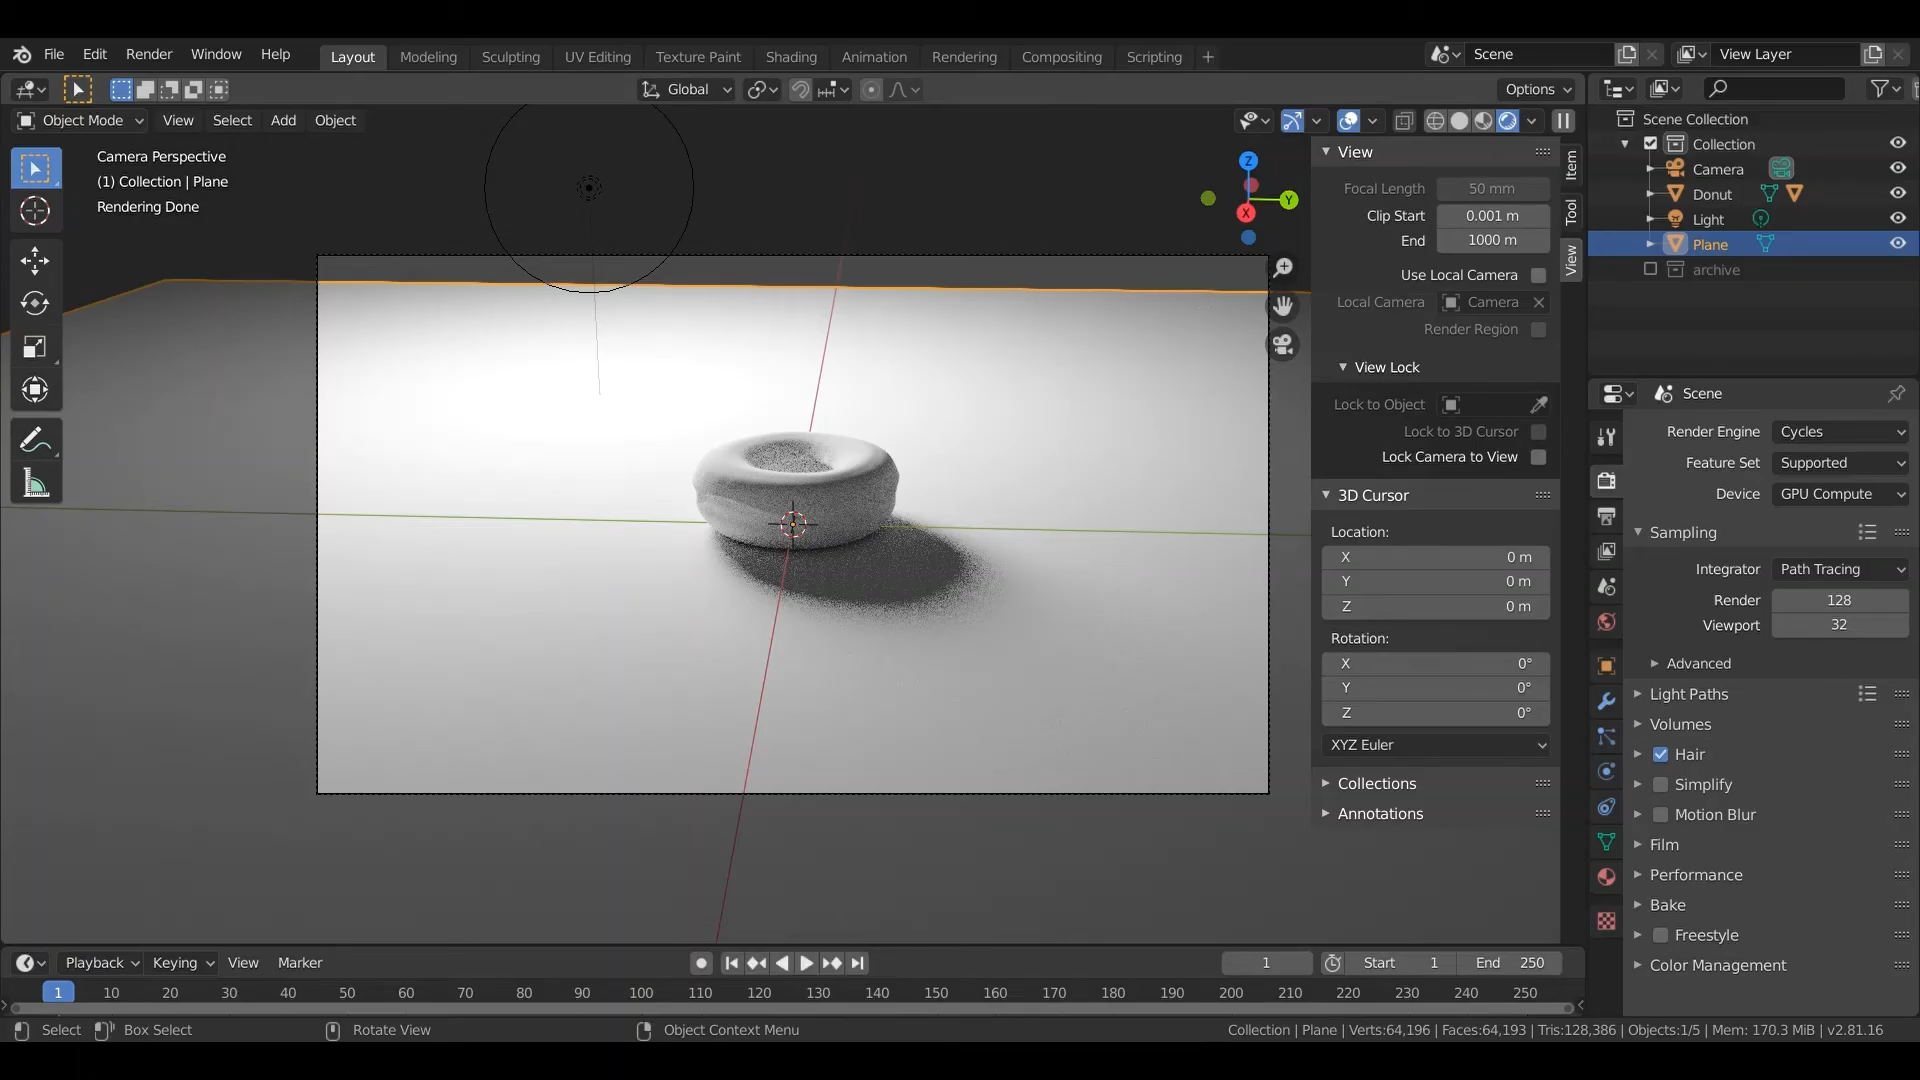 File Edit Render Window Help Layout Modeling Sculpting UV Editing Texture Paint Shading Animation Rendering Compositing Scripting + Scene View Layer
Global Options
Object Mode View Select Add Object
Camera Perspective
(1) Collection | Plane
Rendering Done
Z
Y
X
View
Focal Length 50 mm
Clip Start 0.001 m
End 1000 m
Use Local Camera
Local Camera Camera
Render Region
View Lock
Lock to Object
Lock to 3D Cursor
Lock Camera to View
3D Cursor
Location:
X 0 m
Y 0 m
Z 0 m
Rotation:
X 0°
Y 0°
Z 0°
XYZ Euler
Collections
Annotations
Item
Tool
View
Scene Collection
Collection
Camera
Donut
Light
Plane
archive
Scene
Render Engine Cycles
Feature Set Supported
Device GPU Compute
Sampling
Integrator Path Tracing
Render 128
Viewport 32
Advanced
Light Paths
Volumes
Hair
Simplify
Motion Blur
Film
Performance
Bake
Freestyle
Color Management
Playback Keying View Marker 1 Start 1 End 250
1 10 20 30 40 50 60 70 80 90 100 110 120 130 140 150 160 170 180 190 200 210 220 230 240 250
Select Box Select Rotate View Object Context Menu Collection | Plane | Verts:64,196 | Faces:64,193 | Tris:128,386 | Objects:1/5 | Mem: 170.3 MiB | v2.81.16